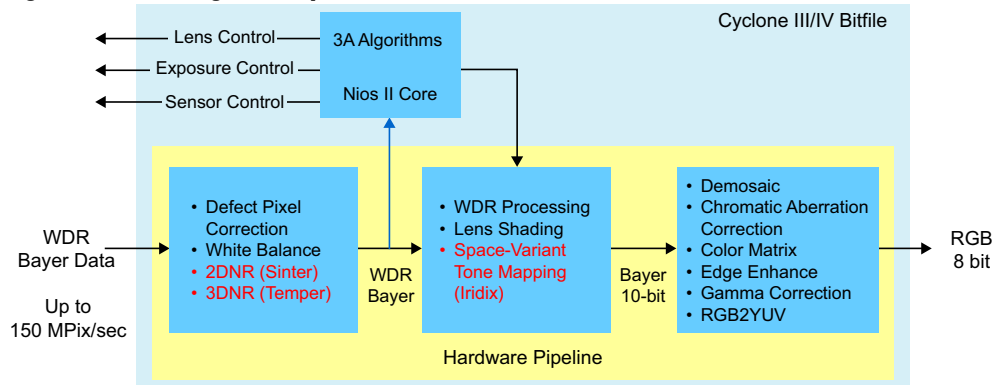 Cyclone III/IV Bitfile
Lens Control
Exposure Control
Sensor Control
3A Algorithms
Nios II Core
WDR
Bayer Data
Up to
150 MPix/sec
• Defect Pixel
Correction
• White Balance
• 2DNR (Sinter)
• 3DNR (Temper)
WDR
Bayer
• WDR Processing
• Lens Shading
• Space-Variant
Tone Mapping
(Iridix)
Bayer
10-bit
• Demosaic
• Chromatic Aberration
Correction
• Color Matrix
• Edge Enhance
• Gamma Correction
• RGB2YUV
RGB
8 bit
Hardware Pipeline